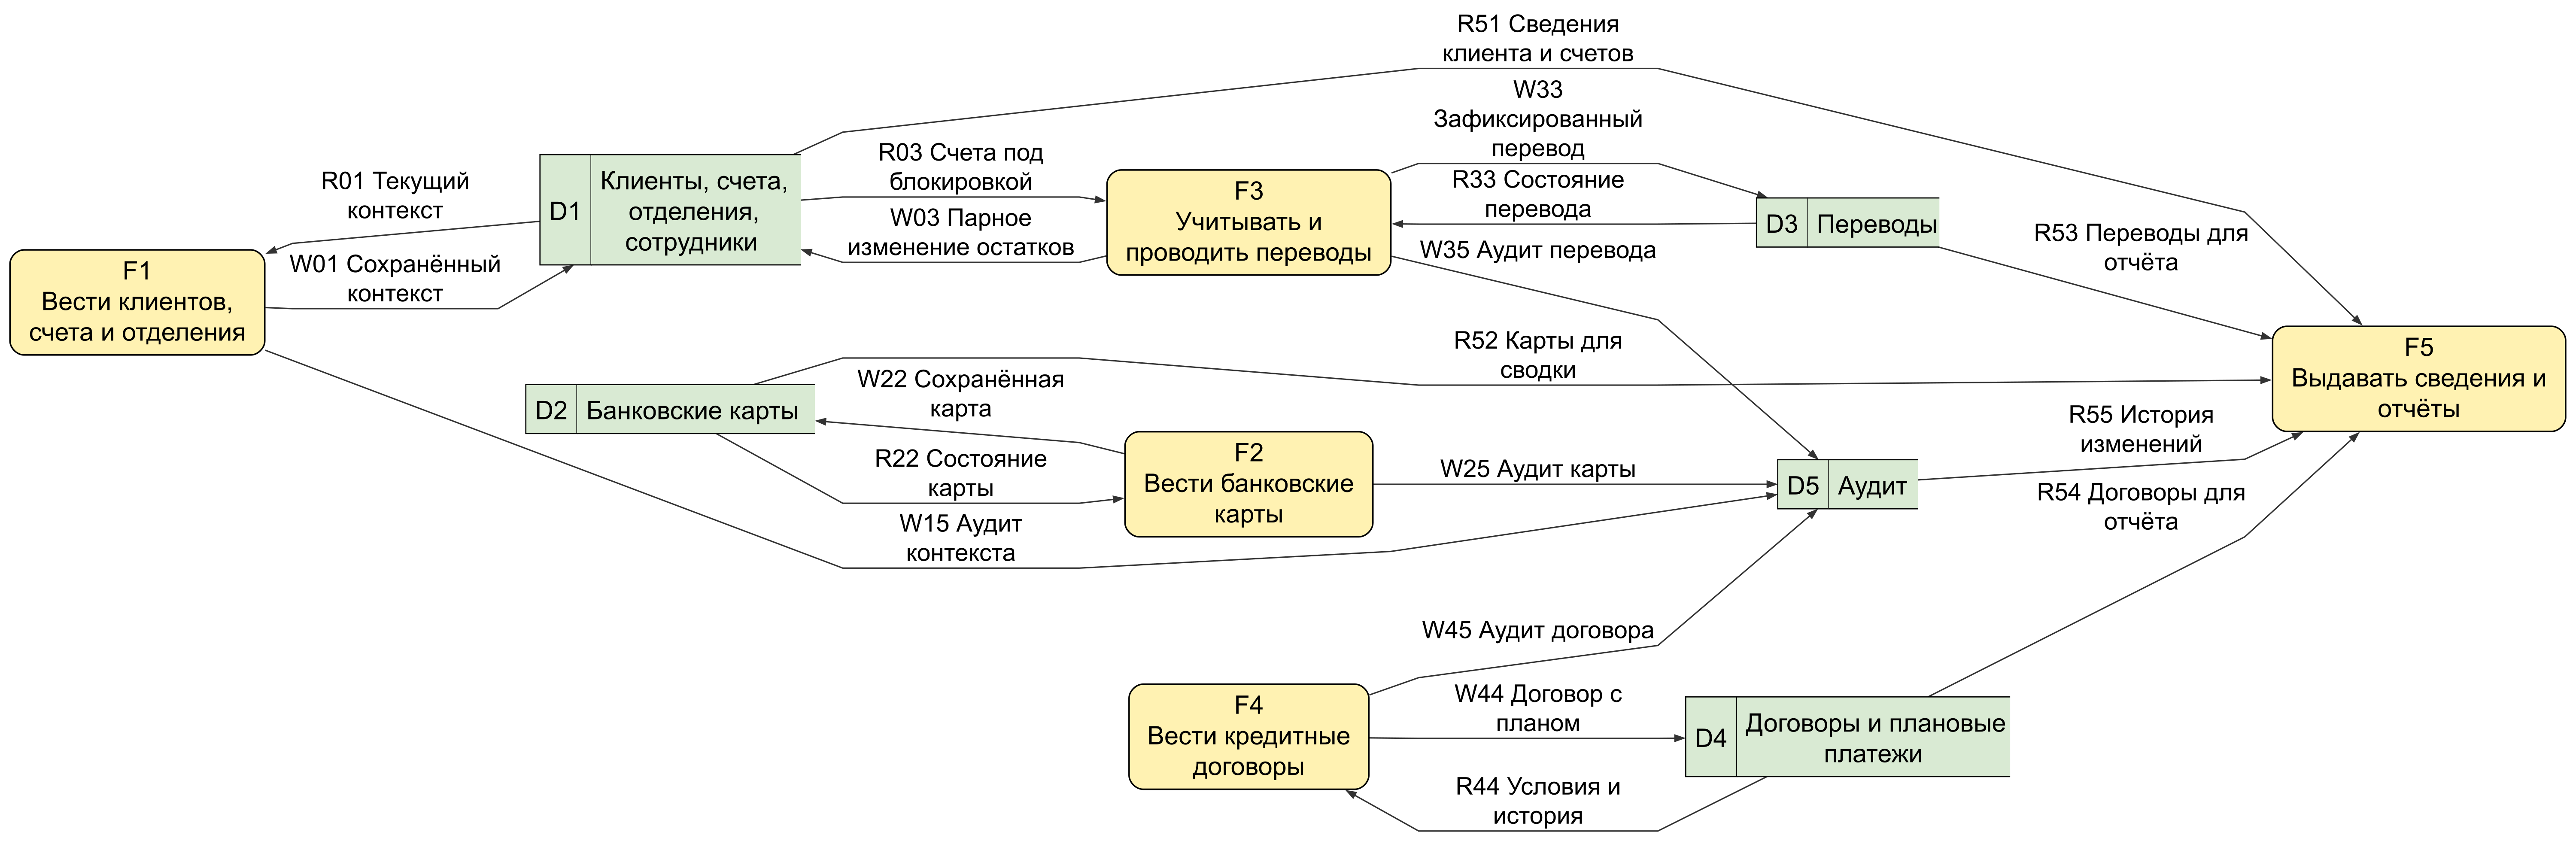 R51 Сведения
клиента и счетов
W33
Зафиксированный
перевод
R03 Счета под
блокировкой
R01 Текущий
контекст
D1
Клиенты, счета,
отделения,
сотрудники
F3
Учитывать и
проводить переводы
R33 Состояние
перевода
W03 Парное
изменение остатков
D3
Переводы
R53 Переводы для
отчёта
W35 Аудит перевода
F1
Вести клиентов,
счета и отделения
W01 Сохранённый
контекст
R52 Карты для
сводки
F5
Выдавать сведения и
отчёты
W22 Сохранённая
карта
D2
Банковские карты
R55 История
изменений
F2
Вести банковские
карты
R22 Состояние
карты
W25 Аудит карты
D5
Аудит
R54 Договоры для
отчёта
W15 Аудит
контекста
W45 Аудит договора
F4
Вести кредитные
договоры
W44 Договор с
планом
D4
Договоры и плановые
платежи
R44 Условия и
история